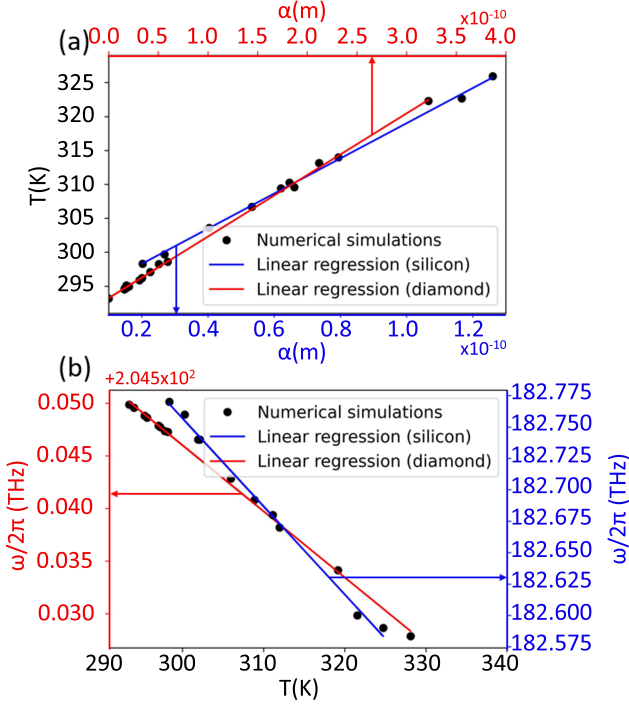 (a)
α(m)
x10⁻¹⁰
0.0 0.5 1.0 1.5 2.0 2.5 3.0 3.5 4.0
325
320
315
310
305
300
295
T(K)
Numerical simulations
Linear regression (silicon)
Linear regression (diamond)
0.2 0.4 0.6 0.8 1.0 1.2
α(m)
x10⁻¹⁰
(b)
+2.045x10²
0.050
0.045
0.040
0.035
0.030
ω/2π (THz)
Numerical simulations
Linear regression (silicon)
Linear regression (diamond)
182.775
182.750
182.725
182.700
182.675
182.650
182.625
182.600
182.575
ω/2π (THz)
290 300 310 320 330 340
T(K)